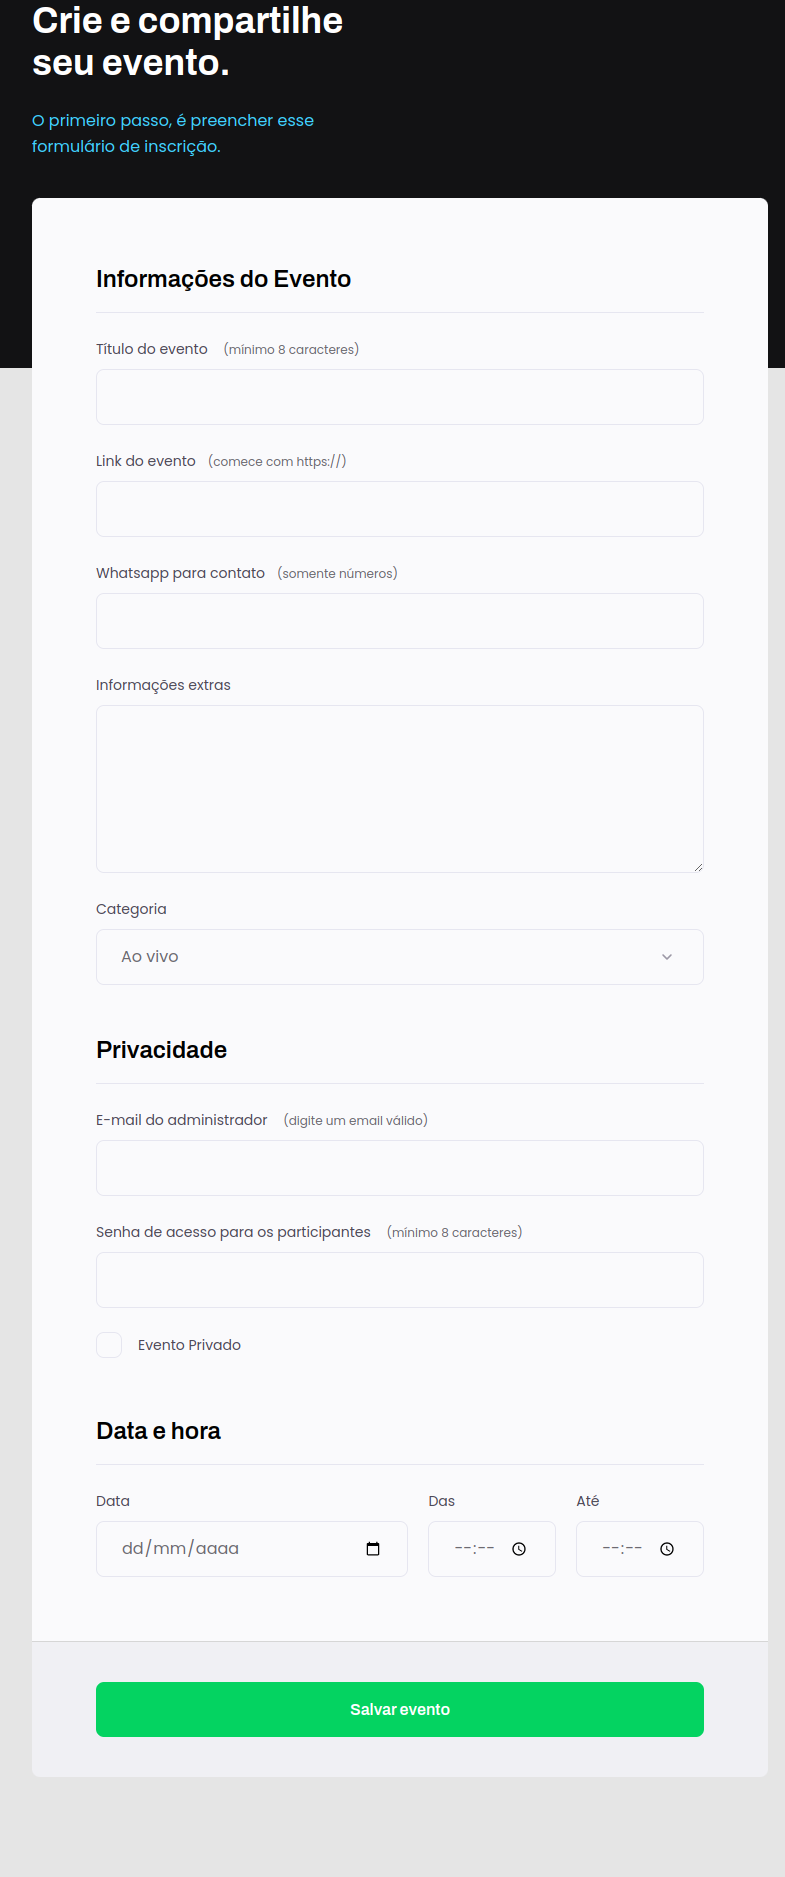 Crie e compartilhe
seu evento.
O primeiro passo, é preencher esse
formulário de inscrição.
Informações do Evento
Título do evento (mínimo 8 caracteres)
Link do evento (comece com https://)
Whatsapp para contato (somente números)
Informações extras
Categoria
Ao vivo
Privacidade
E-mail do administrador (digite um email válido)
Senha de acesso para os participantes (mínimo 8 caracteres)
Evento Privado
Data e hora
Data Das Até
dd/mm/aaaa --:-- --:--
Salvar evento